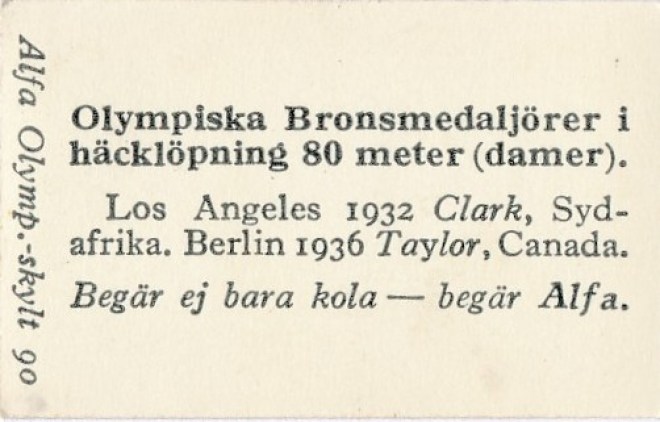 Alfa Olymp.-skylt 90
Olympiska Bronsmedaljörer i
häcklöpning 80 meter (damer).
Los Angeles 1932 Clark, Syd-
afrika. Berlin 1936 Taylor, Canada.
Begär ej bara kola — begär Alfa.